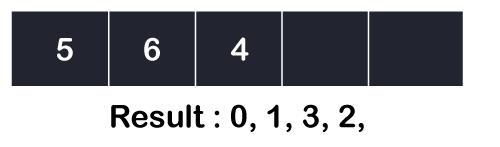 5 6 4
Result : 0, 1, 3, 2,